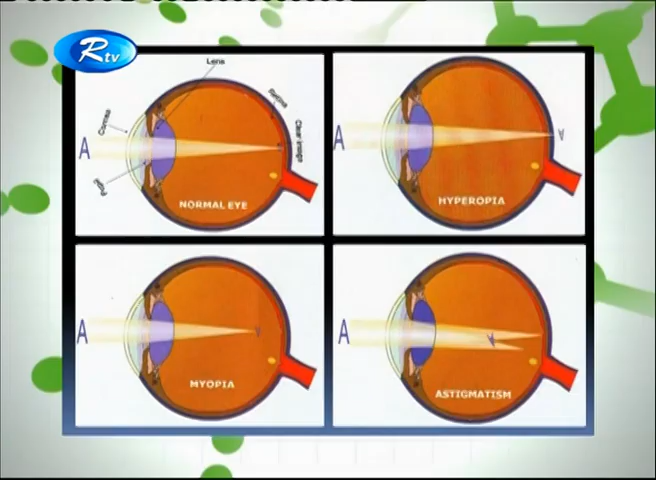 Rtv
Lens
Retina
Cornea
Clear image
A
Pupil
NORMAL EYE
A
A
HYPEROPIA
A
A
MYOPIA
A
A
ASTIGMATISM